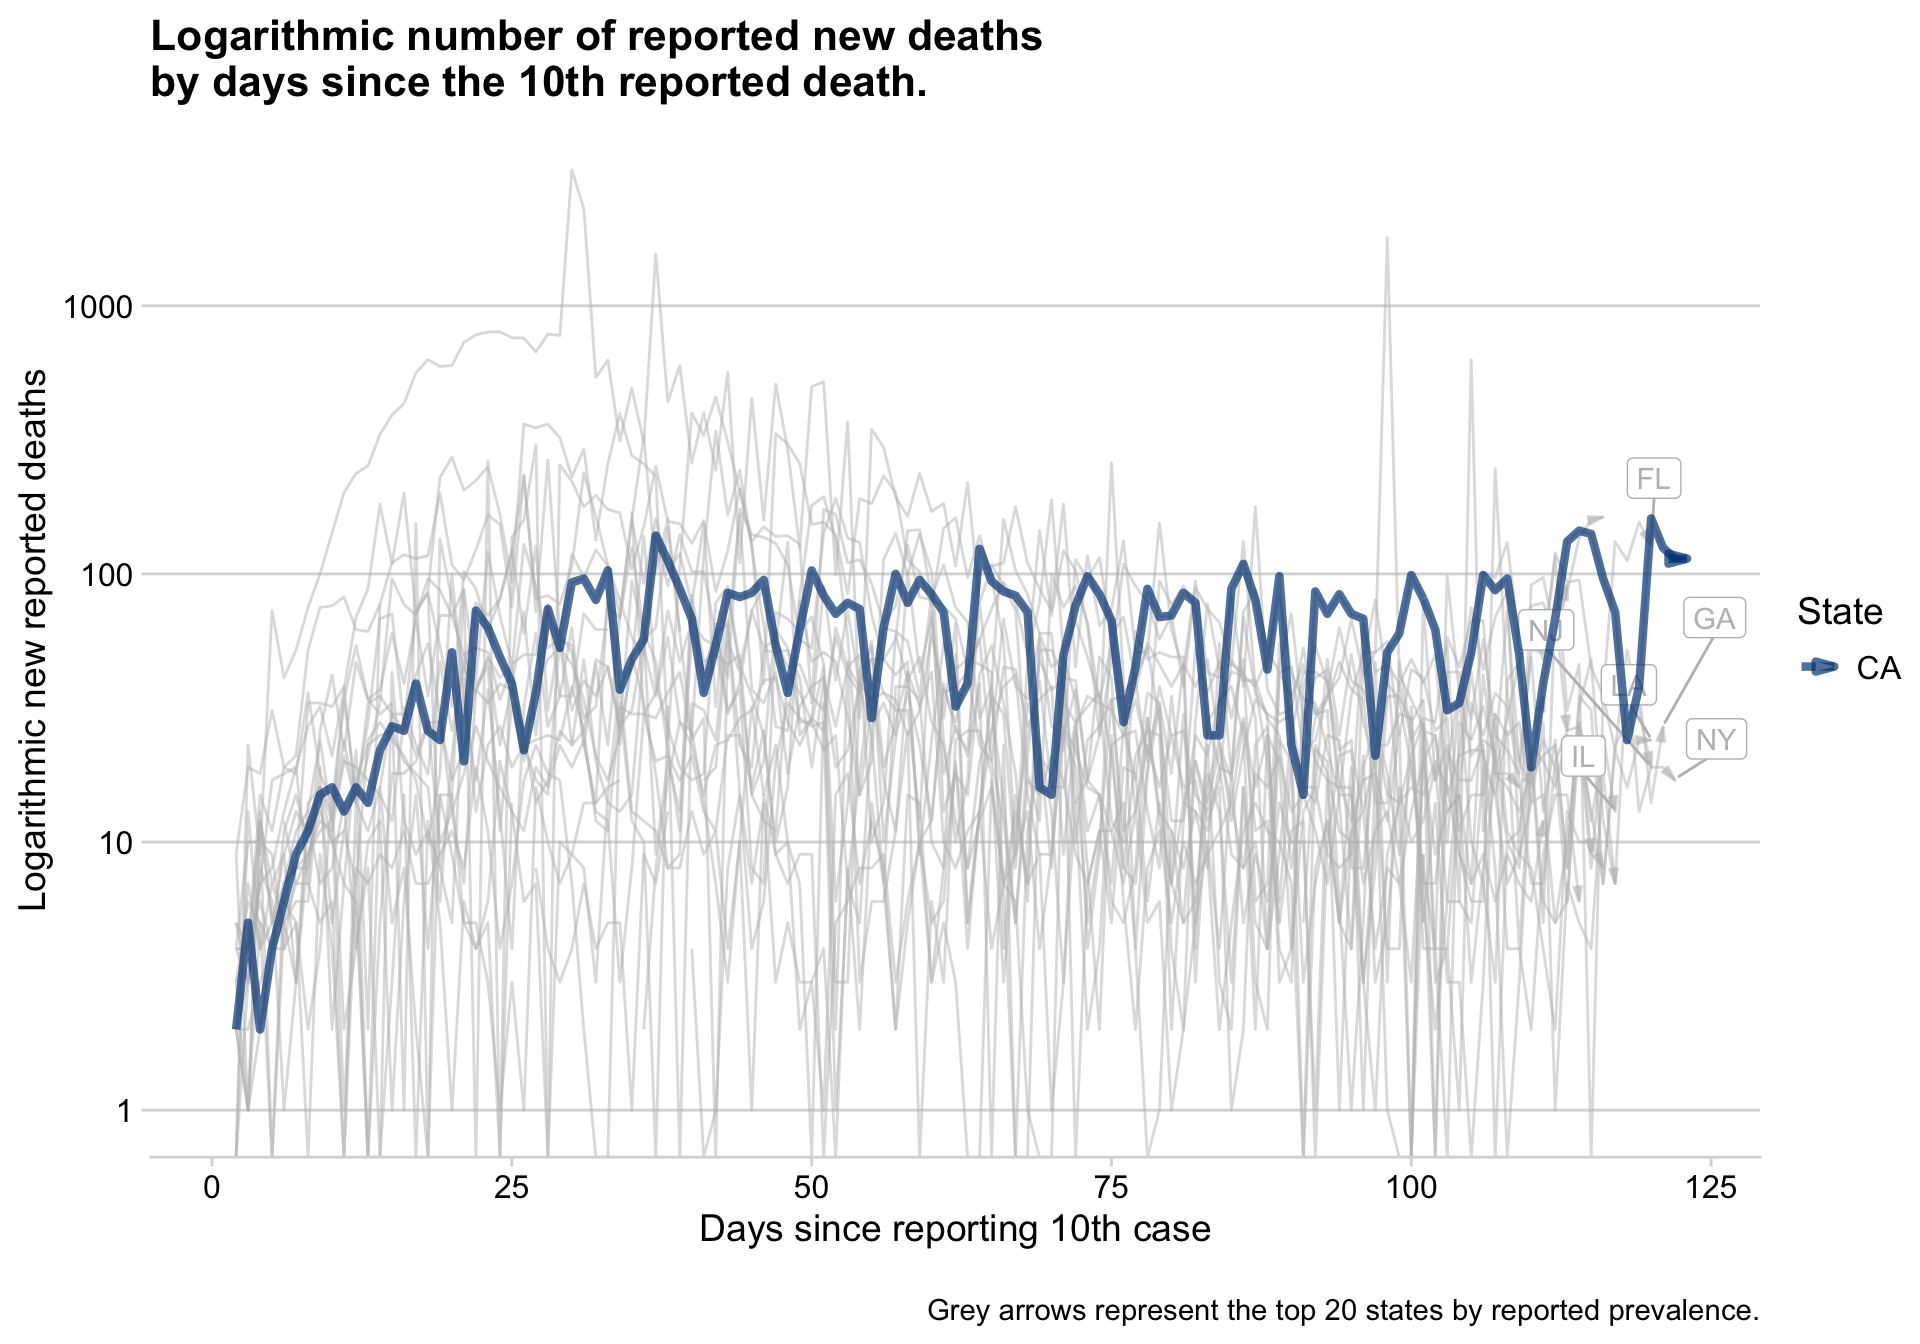 Logarithmic number of reported new deaths
by days since the 10th reported death.
Logarithmic new reported deaths
1000
100
10
1
FL
GA
NJ
LA
NY
IL
State
CA
0 25 50 75 100 125
Days since reporting 10th case
Grey arrows represent the top 20 states by reported prevalence.